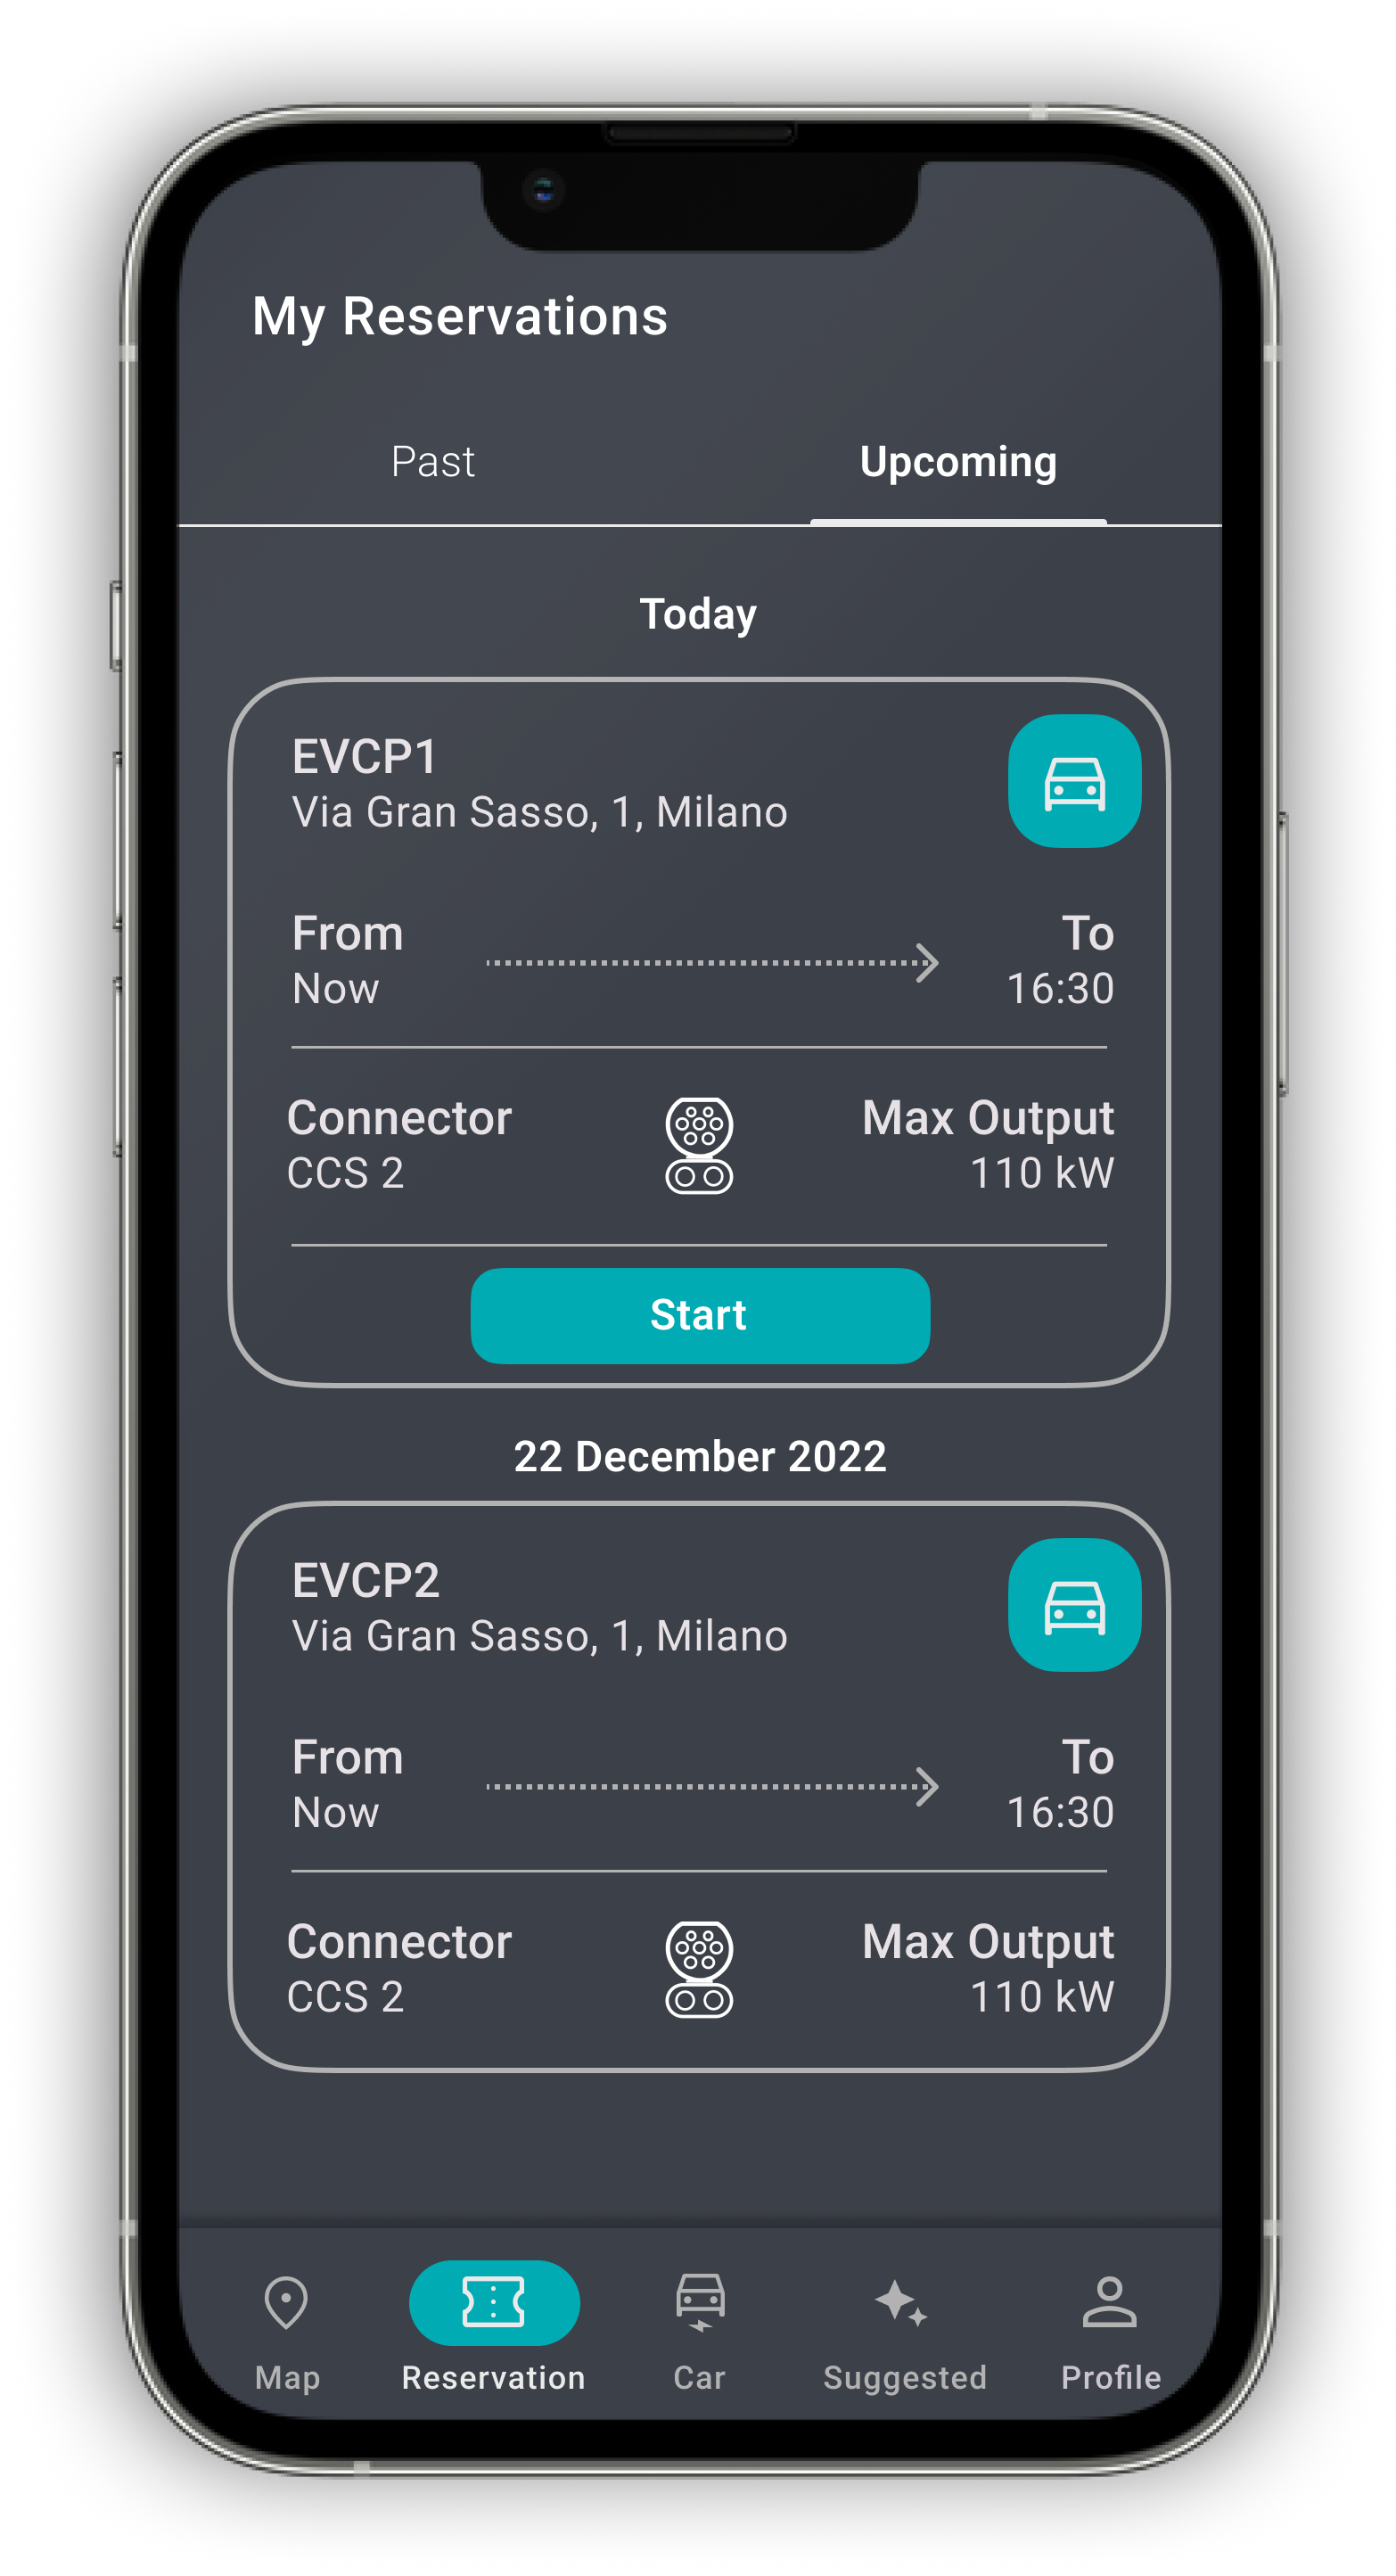 My Reservations
Past Upcoming
Today
EVCP1
Via Gran Sasso, 1, Milano
From To
Now 16:30
Connector Max Output
CCS 2 110 kW
Start
22 December 2022
EVCP2
Via Gran Sasso, 1, Milano
From To
Now 16:30
Connector Max Output
CCS 2 110 kW
Map Reservation Car Suggested Profile